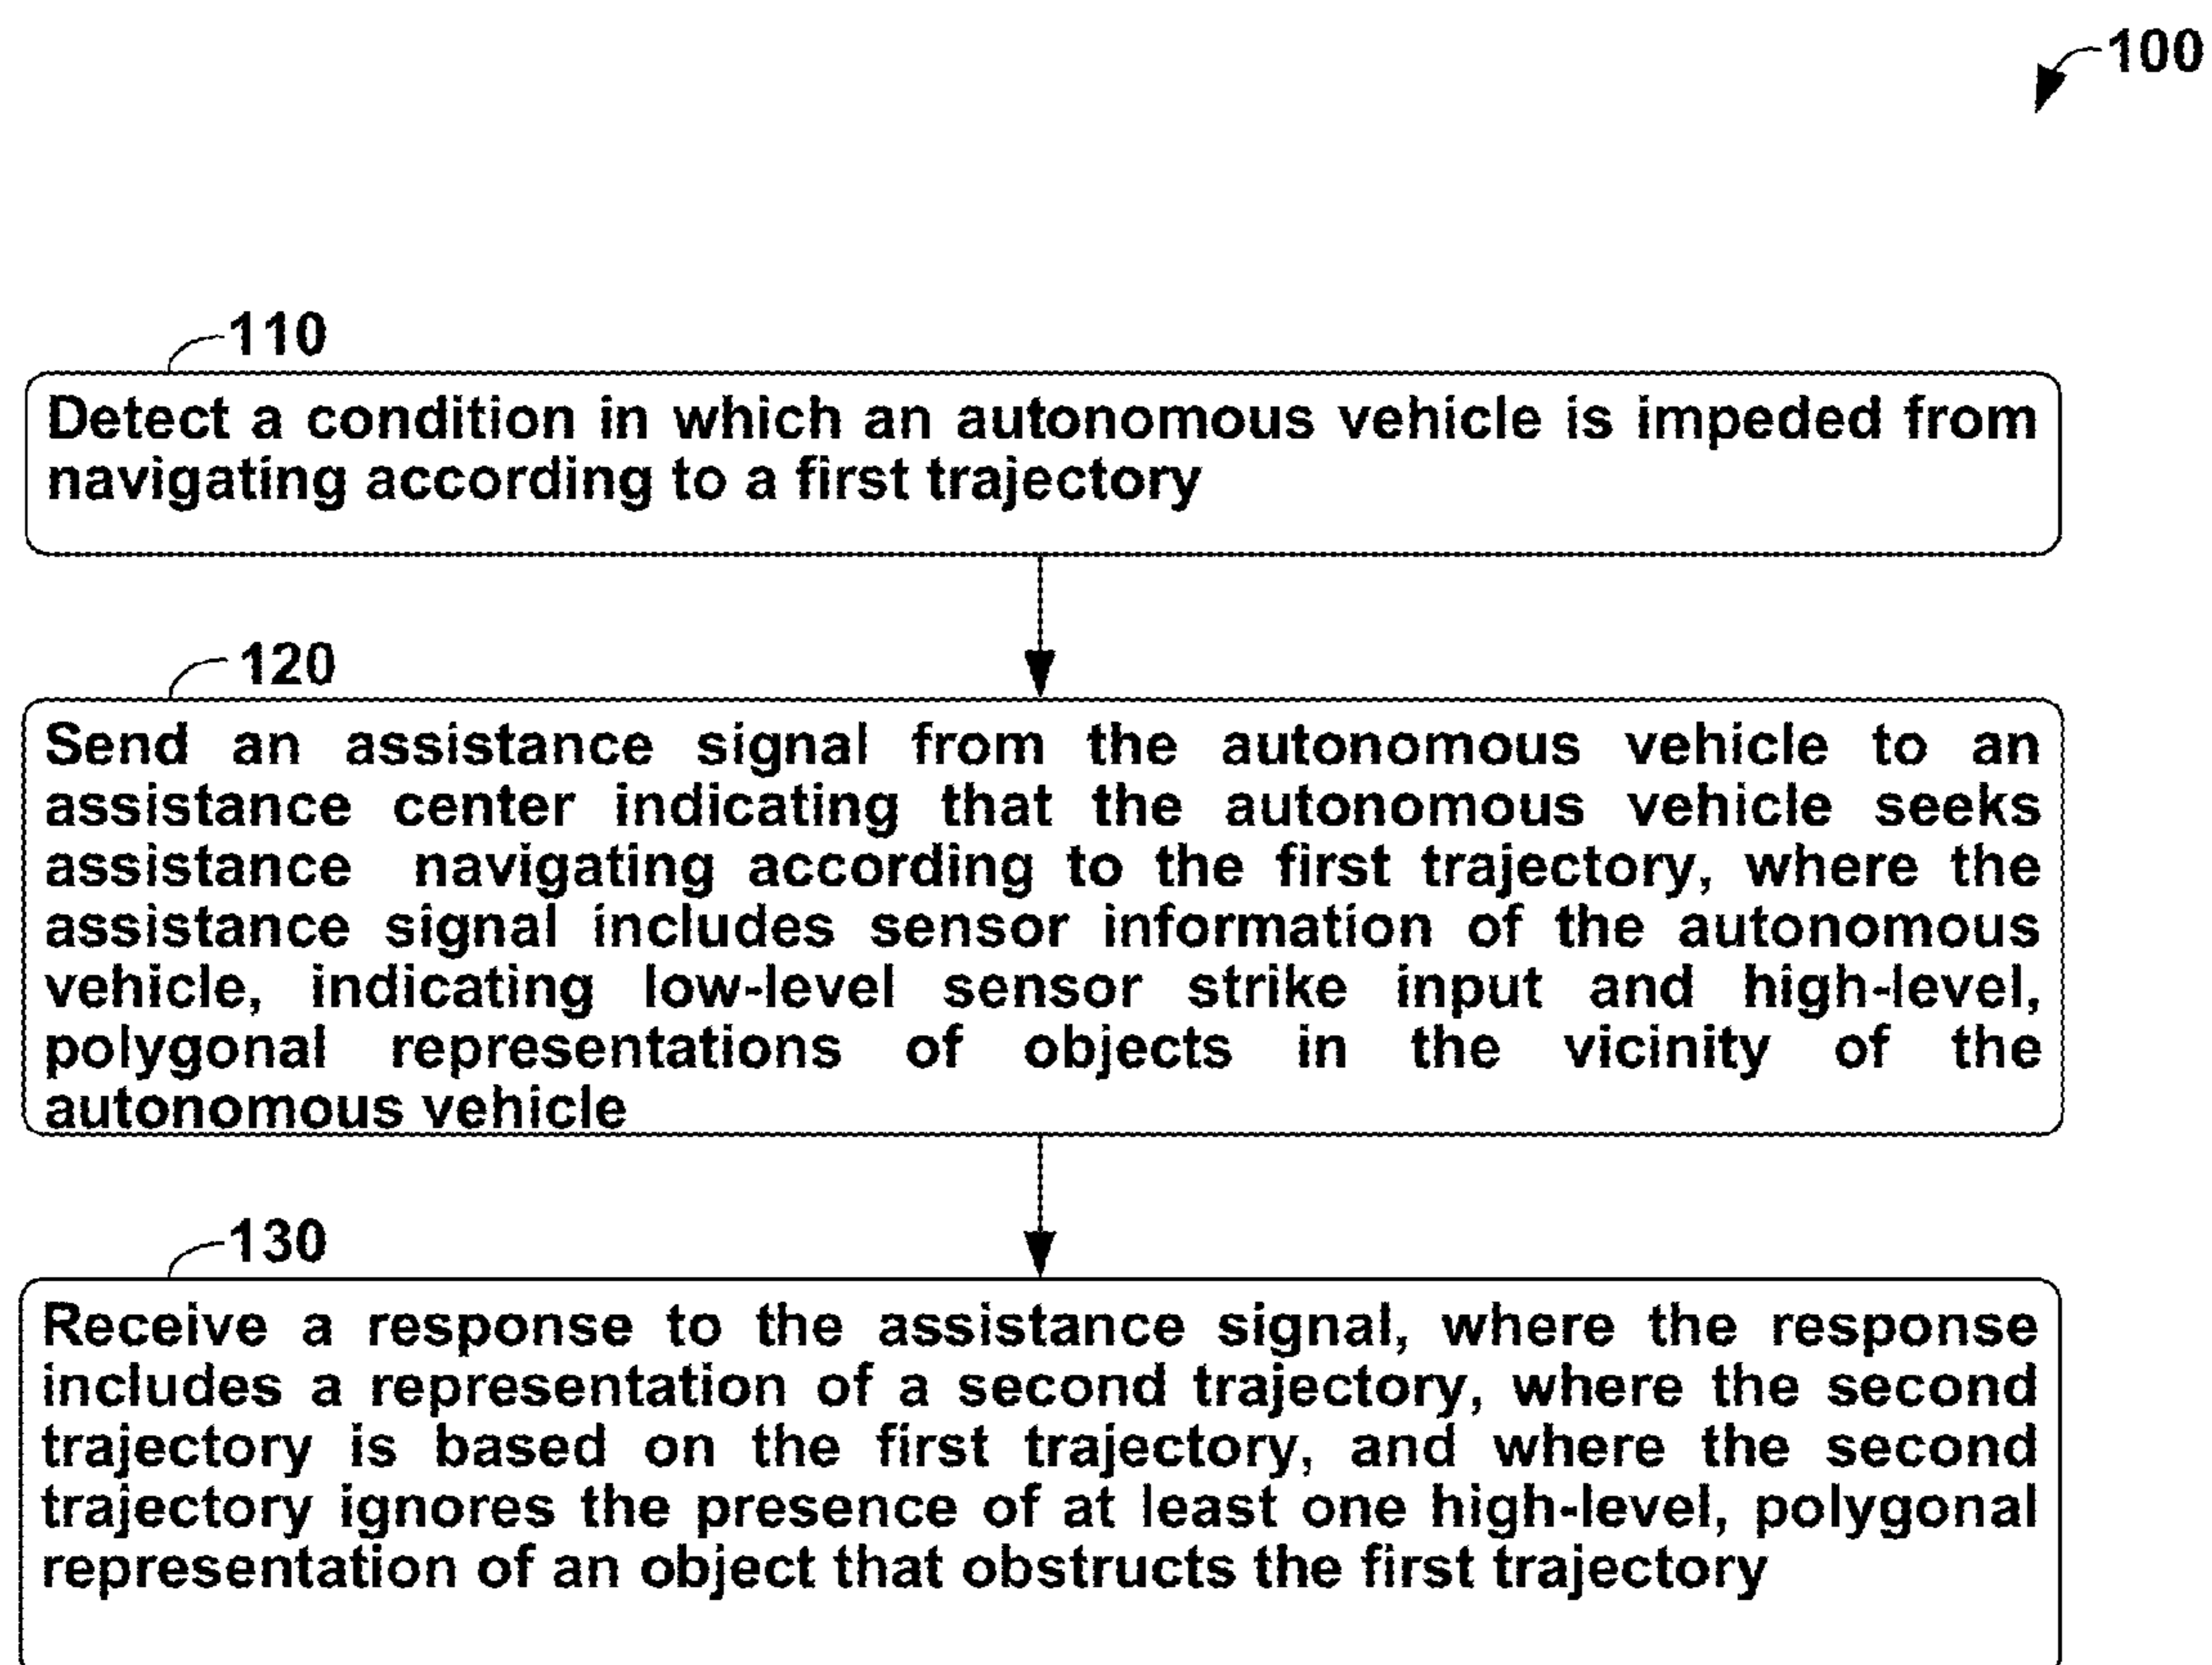 100
110
Detect a condition in which an autonomous vehicle is impeded from
navigating according to a first trajectory
120
Send an assistance signal from the autonomous vehicle to an
assistance center indicating that the autonomous vehicle seeks
assistance navigating according to the first trajectory, where the
assistance signal includes sensor information of the autonomous
vehicle, indicating low-level sensor strike input and high-level,
polygonal representations of objects in the vicinity of the
autonomous vehicle
130
Receive a response to the assistance signal, where the response
includes a representation of a second trajectory, where the second
trajectory is based on the first trajectory, and where the second
trajectory ignores the presence of at least one high-level, polygonal
representation of an object that obstructs the first trajectory